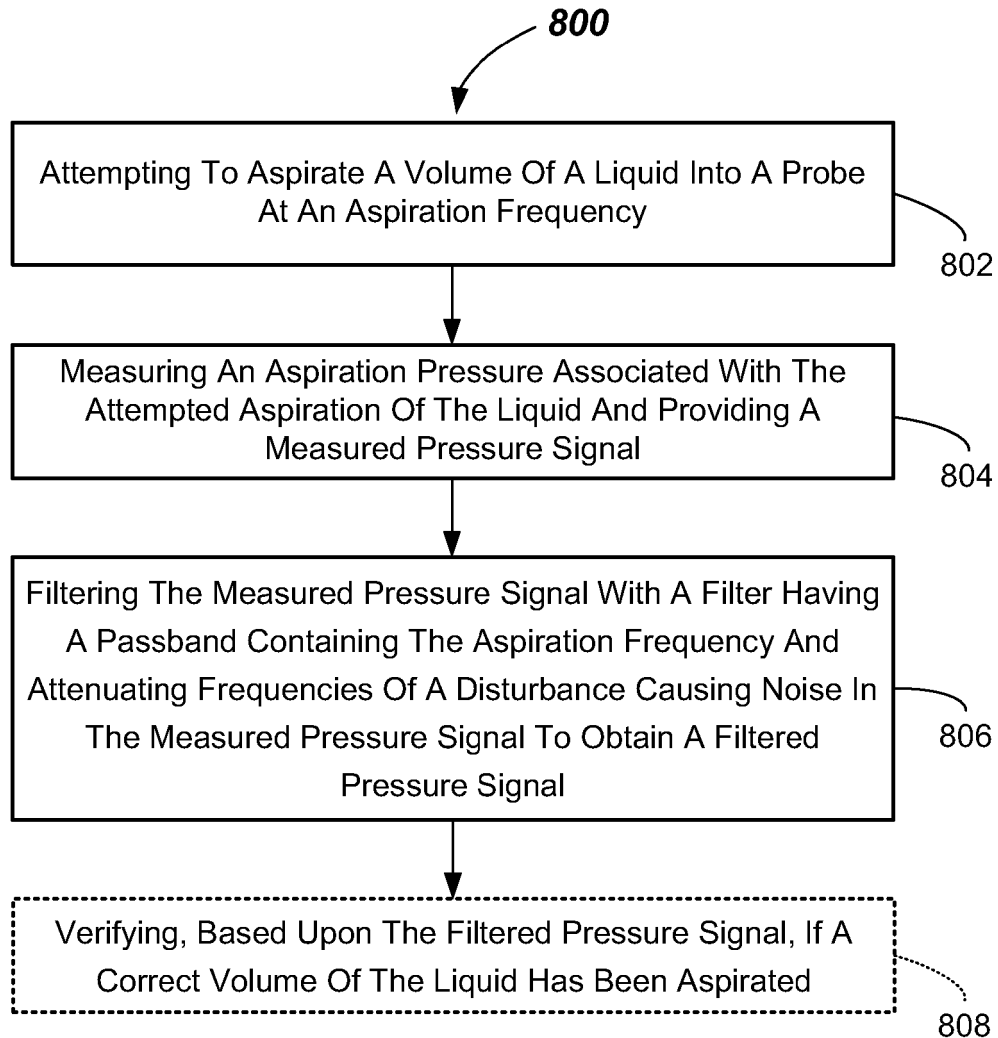 800
Attempting To Aspirate A Volume Of A Liquid Into A Probe
At An Aspiration Frequency
802
Measuring An Aspiration Pressure Associated With The
Attempted Aspiration Of The Liquid And Providing A
Measured Pressure Signal
804
Filtering The Measured Pressure Signal With A Filter Having
A Passband Containing The Aspiration Frequency And
Attenuating Frequencies Of A Disturbance Causing Noise In
The Measured Pressure Signal To Obtain A Filtered
Pressure Signal
806
Verifying, Based Upon The Filtered Pressure Signal, If A
Correct Volume Of The Liquid Has Been Aspirated
808